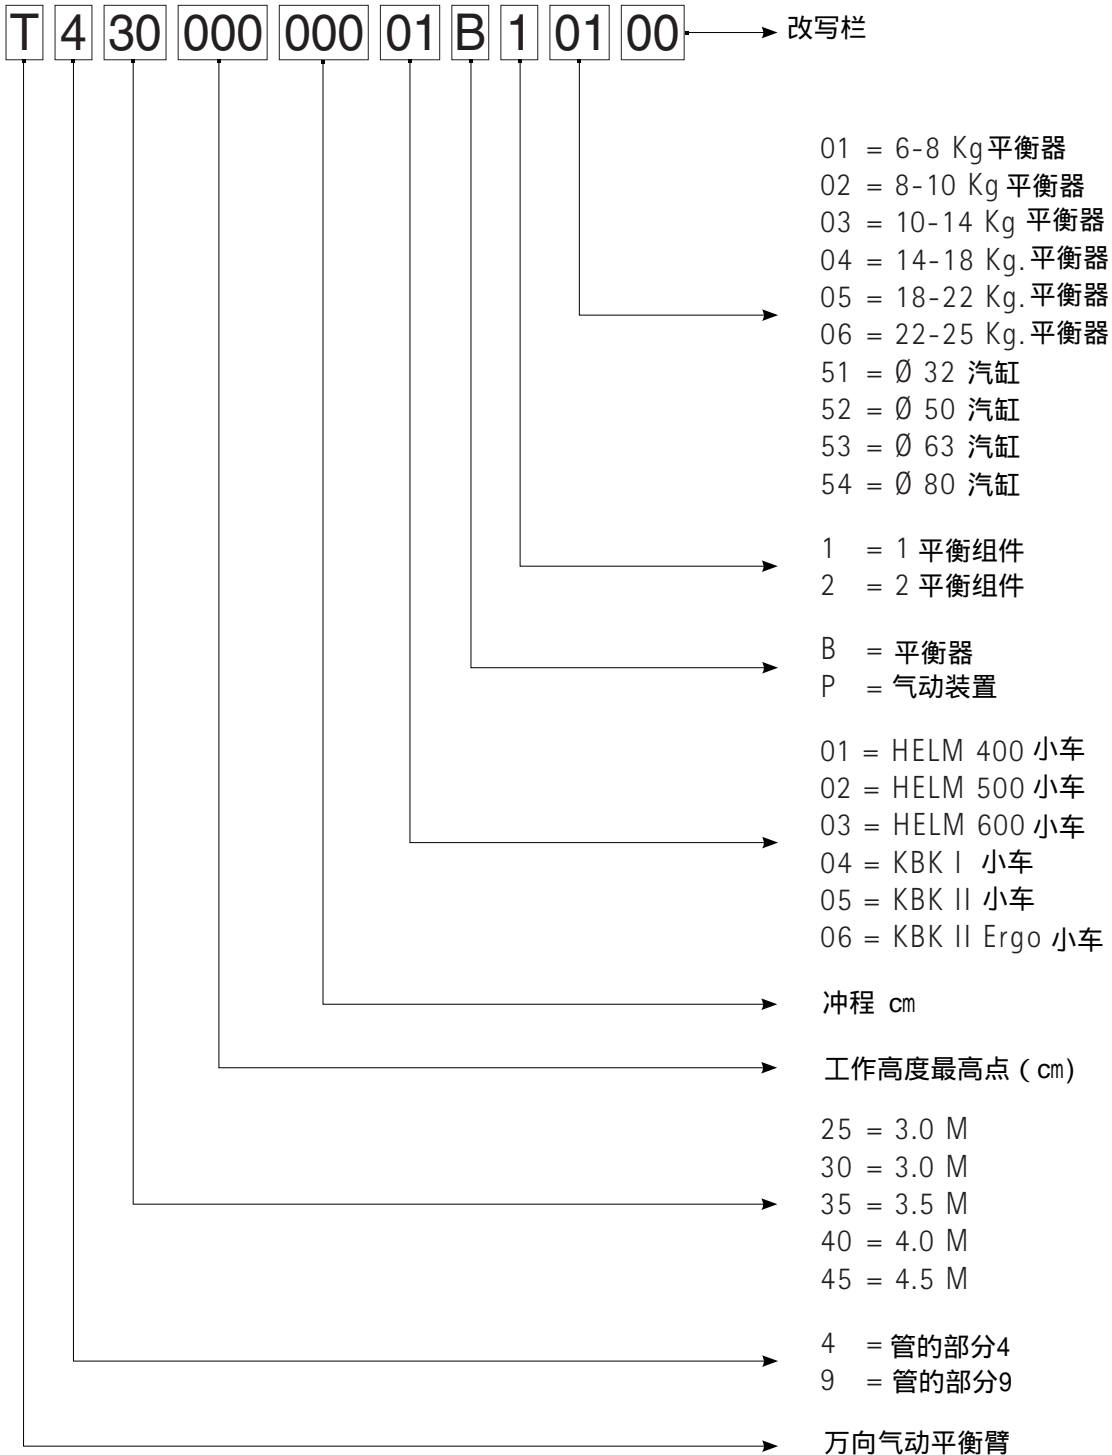 T 4 30 000 000 01 B 1 01 00 改写栏
01 = 6-8 Kg平衡器
02 = 8-10 Kg 平衡器
03 = 10-14 Kg 平衡器
04 = 14-18 Kg. 平衡器
05 = 18-22 Kg. 平衡器
06 = 22-25 Kg. 平衡器
51 = Ø 32 汽缸
52 = Ø 50 汽缸
53 = Ø 63 汽缸
54 = Ø 80 汽缸
1 = 1 平衡组件
2 = 2 平衡组件
B = 平衡器
P = 气动装置
01 = HELM 400 小车
02 = HELM 500 小车
03 = HELM 600 小车
04 = KBK I 小车
05 = KBK II 小车
06 = KBK II Ergo 小车
冲程 cm
工作高度最高点 ( cm)
25 = 3.0 M
30 = 3.0 M
35 = 3.5 M
40 = 4.0 M
45 = 4.5 M
4 = 管的部分4
9 = 管的部分9
万向气动平衡臂